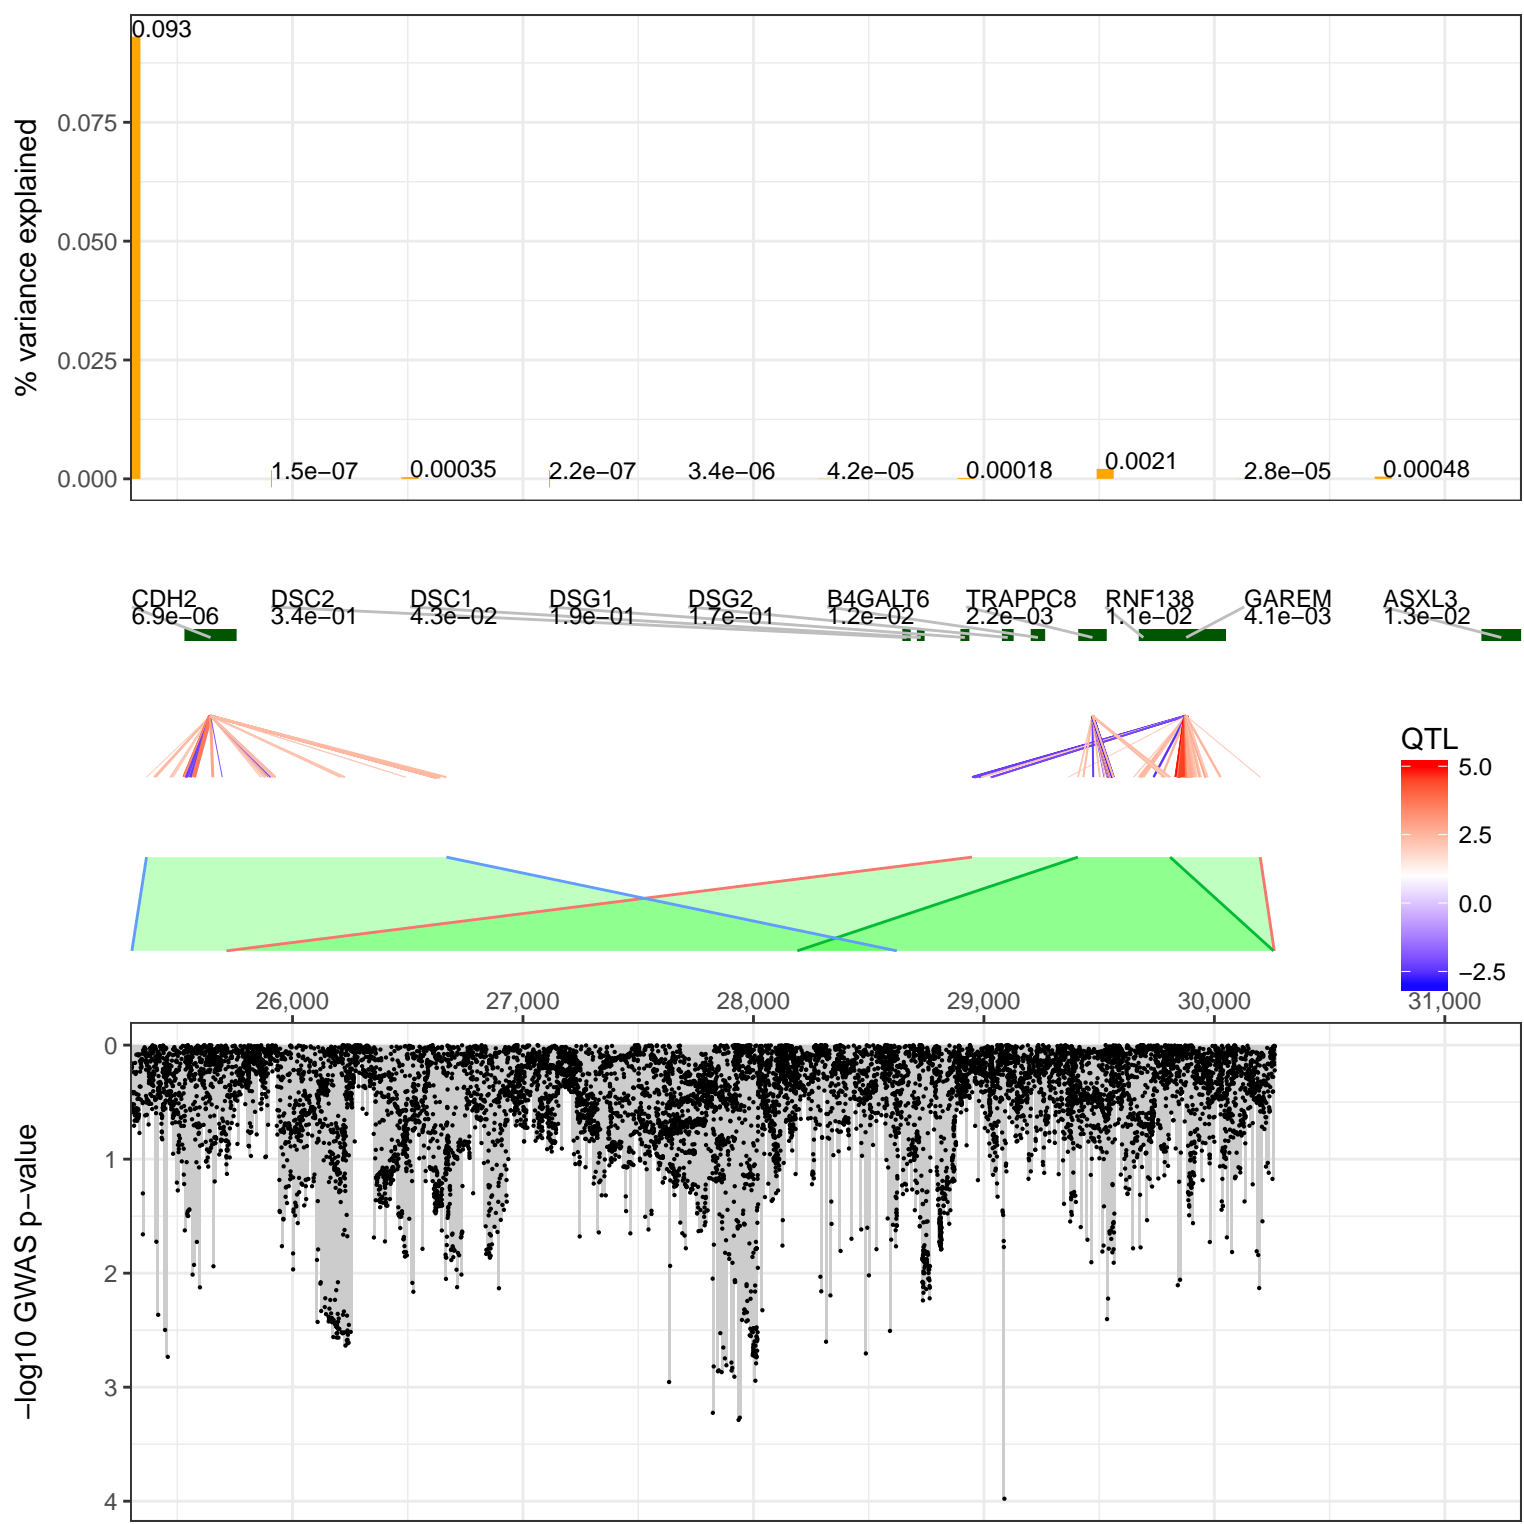 0.093
% variance explained
0.075
0.050
0.025
0.000
1.5e−07 0.00035 2.2e−07 3.4e−06 4.2e−05 0.00018 0.0021 2.8e−05 0.00048
CDH2 DSC2 DSC1 DSG1 DSG2 B4GALT6 TRAPPC8 RNF138 GAREM ASXL3
6.9e−06 3.4e−01 4.3e−02 1.9e−01 1.7e−01 1.2e−02 2.2e−03 1.1e−02 4.1e−03 1.3e−02
QTL
5.0
2.5
0.0
−2.5
26,000 27,000 28,000 29,000 30,000 31,000
−log10 GWAS p−value
0
1
2
3
4